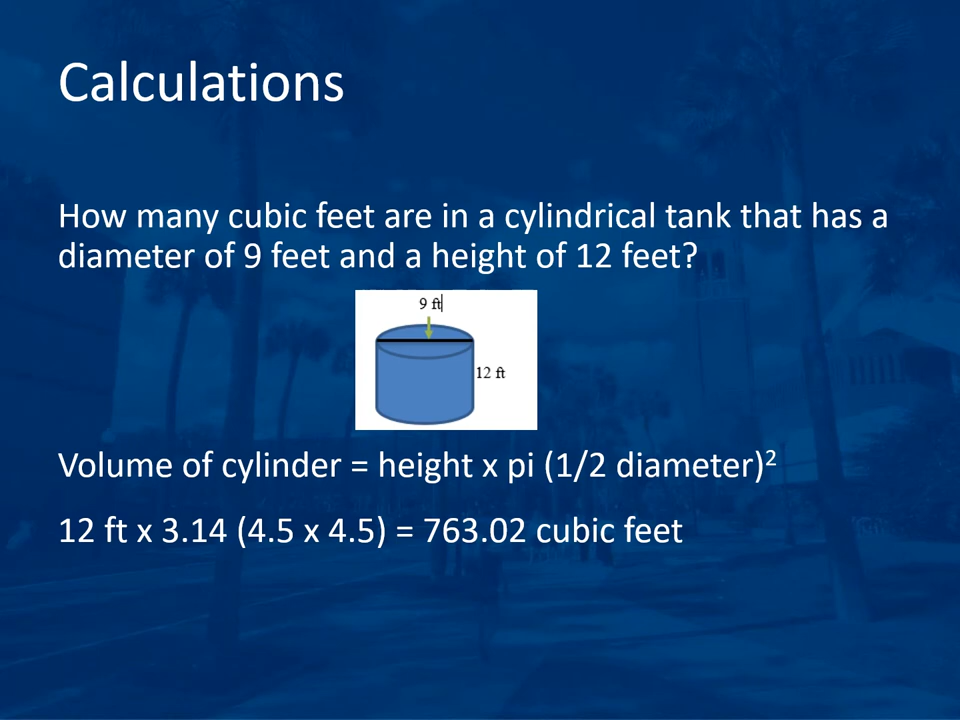 Calculations
How many cubic feet are in a cylindrical tank that has a
diameter of 9 feet and a height of 12 feet?
9 ft
12 ft
Volume of cylinder = height x pi (1/2 diameter)²
12 ft x 3.14 (4.5 x 4.5) = 763.02 cubic feet